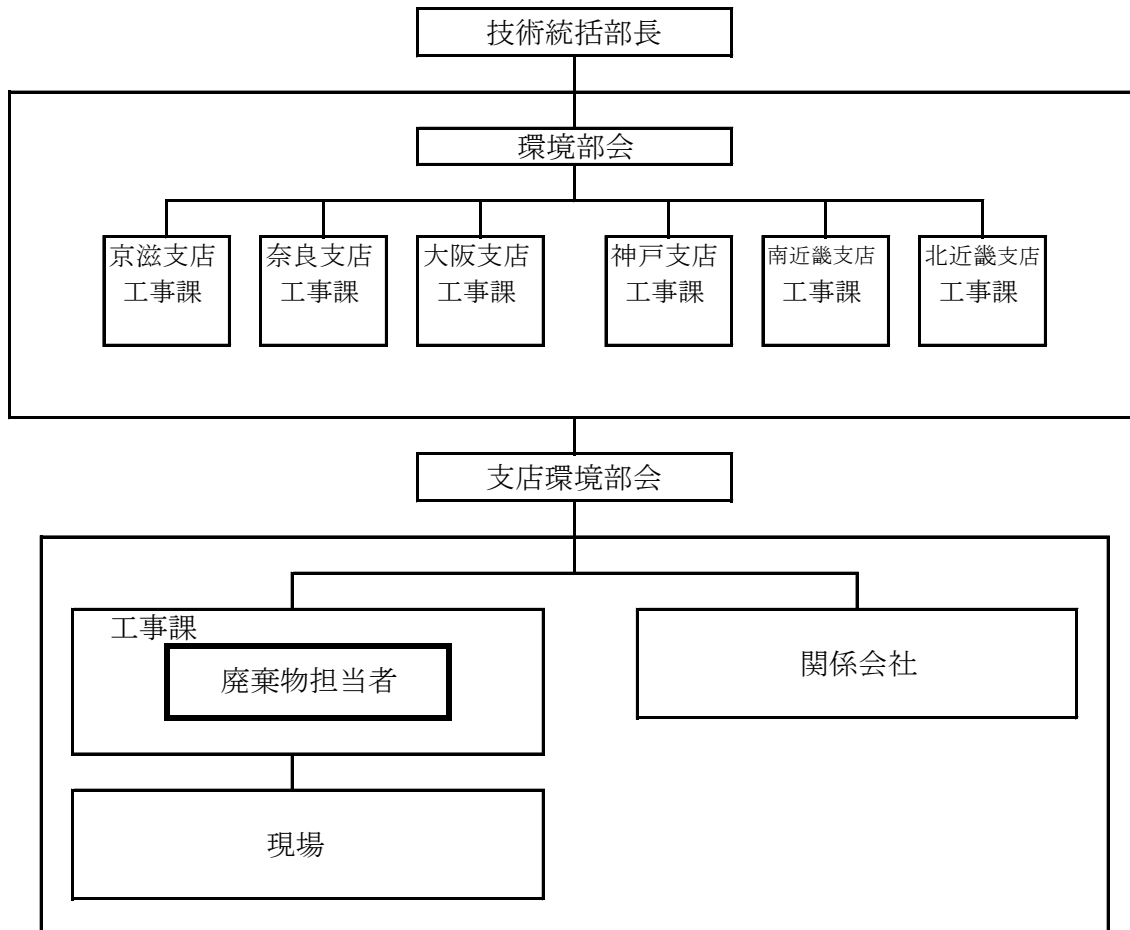 技術統括部長
環境部会
京滋支店
工事課
奈良支店
工事課
大阪支店
工事課
神戸支店
工事課
南近畿支店
工事課
北近畿支店
工事課
支店環境部会
工事課
廃棄物担当者
関係会社
現場